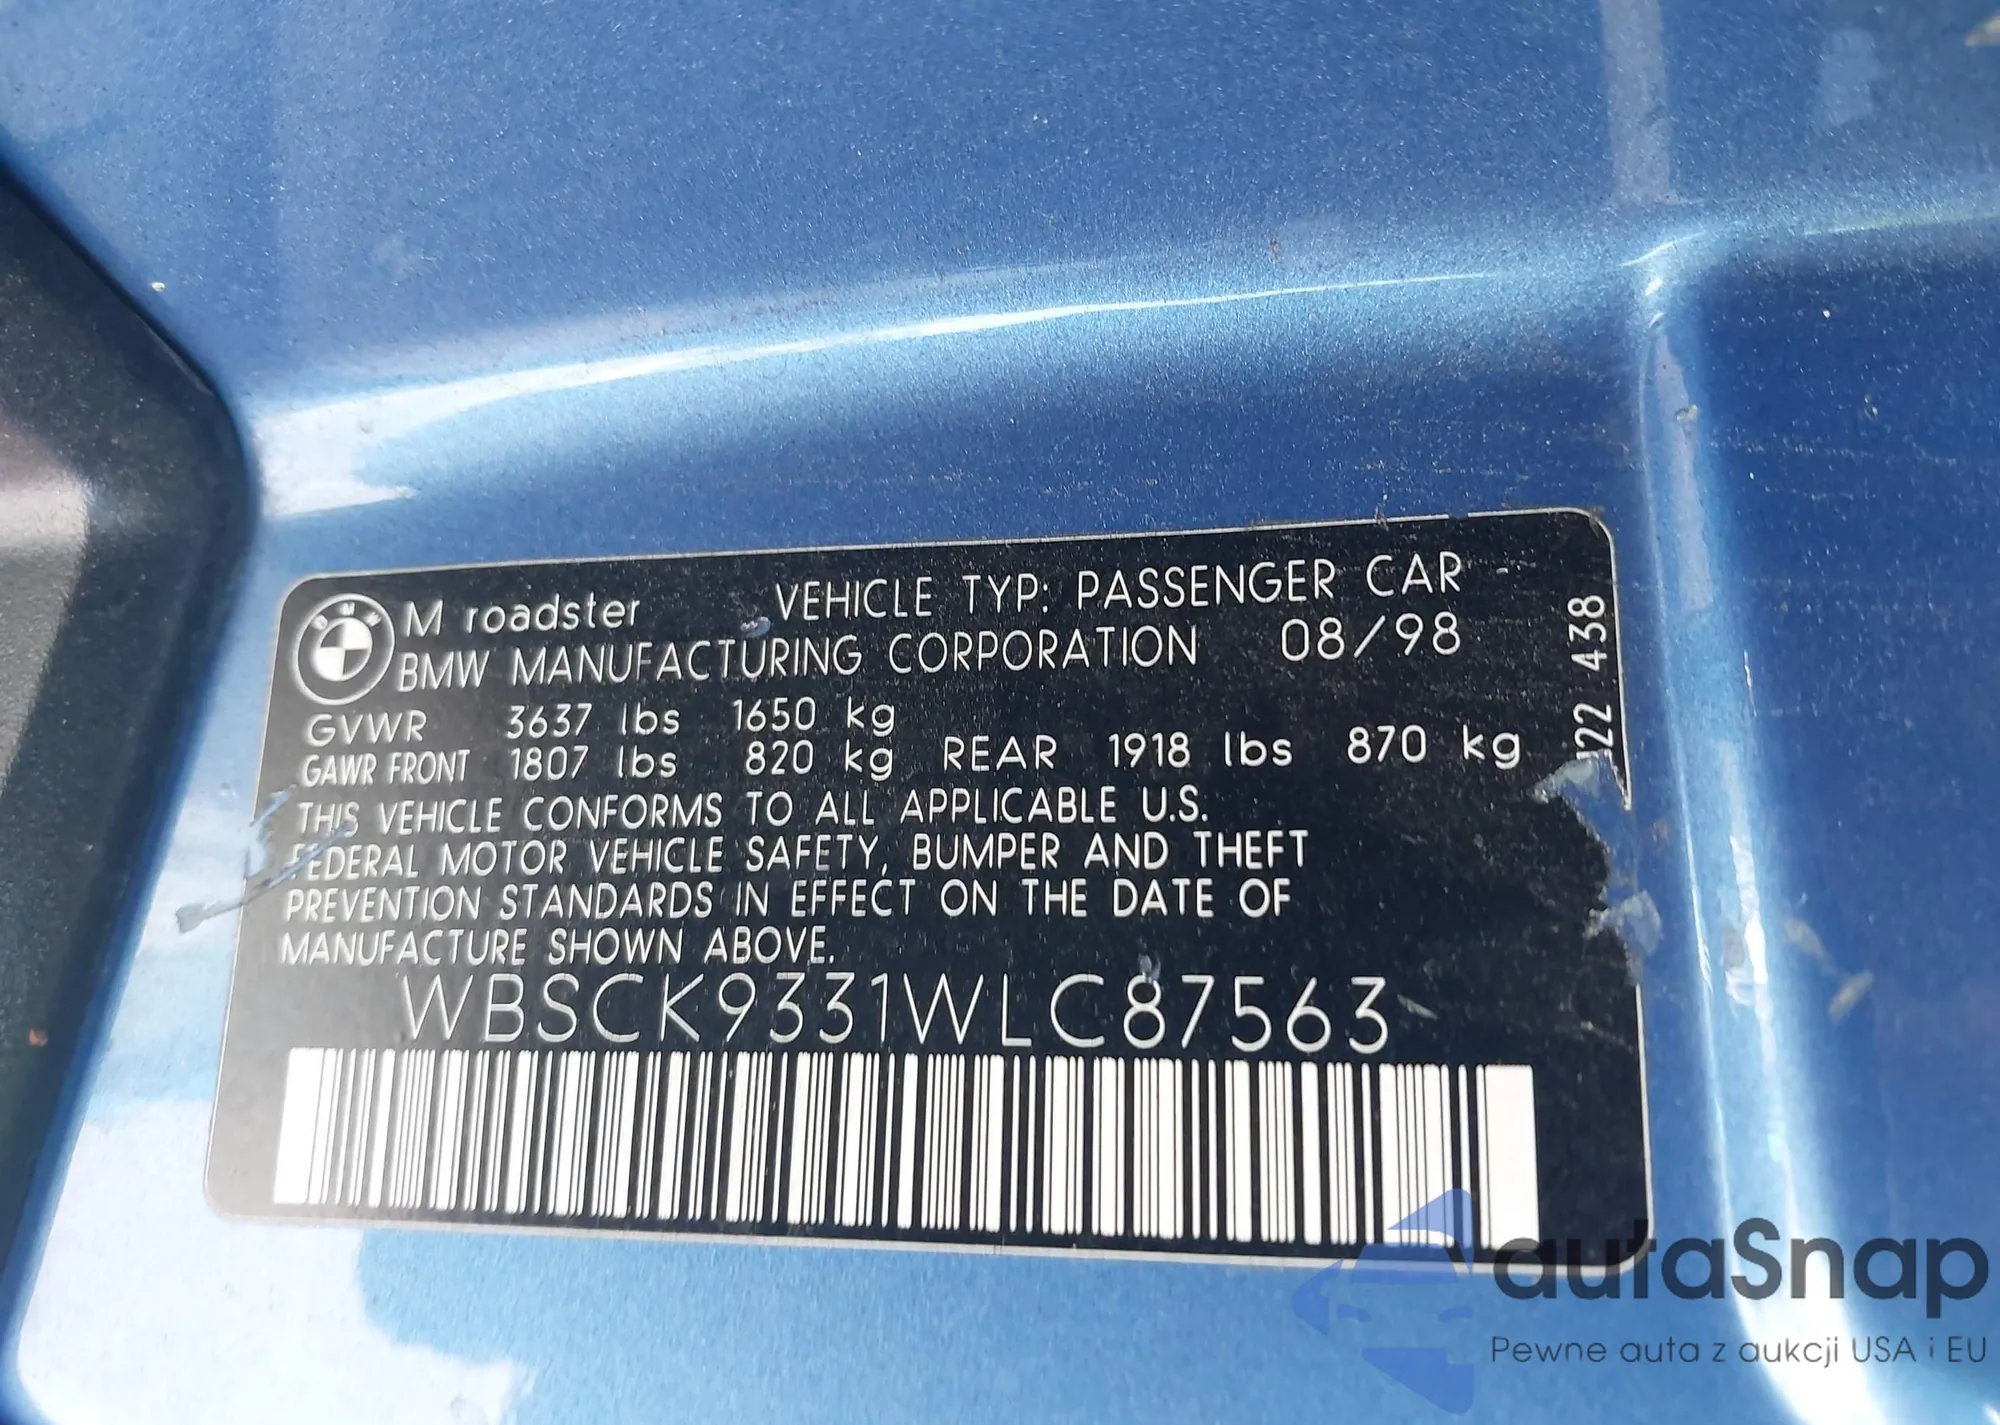 M roadster VEHICLE TYP: PASSENGER CAR
BMW MANUFACTURING CORPORATION 08/98
GVWR 3637 lbs 1650 kg
GAWR FRONT 1807 lbs 820 kg REAR 1918 lbs 870 kg
THIS VEHICLE CONFORMS TO ALL APPLICABLE U.S.
FEDERAL MOTOR VEHICLE SAFETY, BUMPER AND THEFT
PREVENTION STANDARDS IN EFFECT ON THE DATE OF
MANUFACTURE SHOWN ABOVE.
WBSCK9331WLC87563
122 438
BMW
autaSnap
Pewne auta z aukcji USA i EU